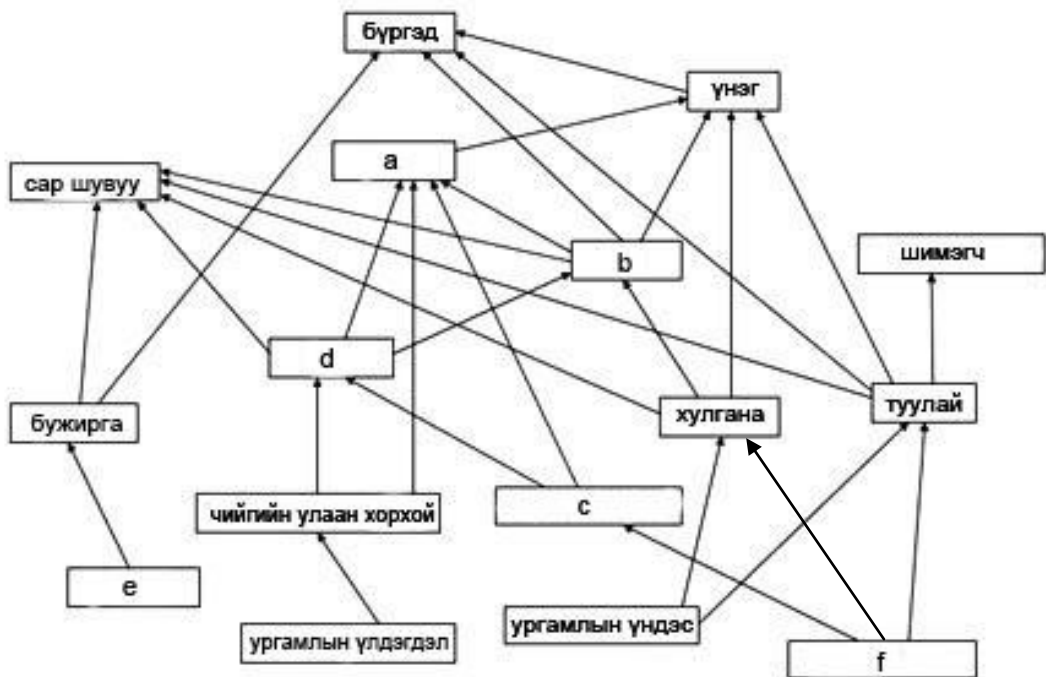 бүргэд
үнэг
a
сар шувуу
b
шимэгч
d
туулай
бужирга
хулгана
чийгийн улаан хорхой
c
e
ургамлын үндэс
ургамлын үлдэгдэл
f